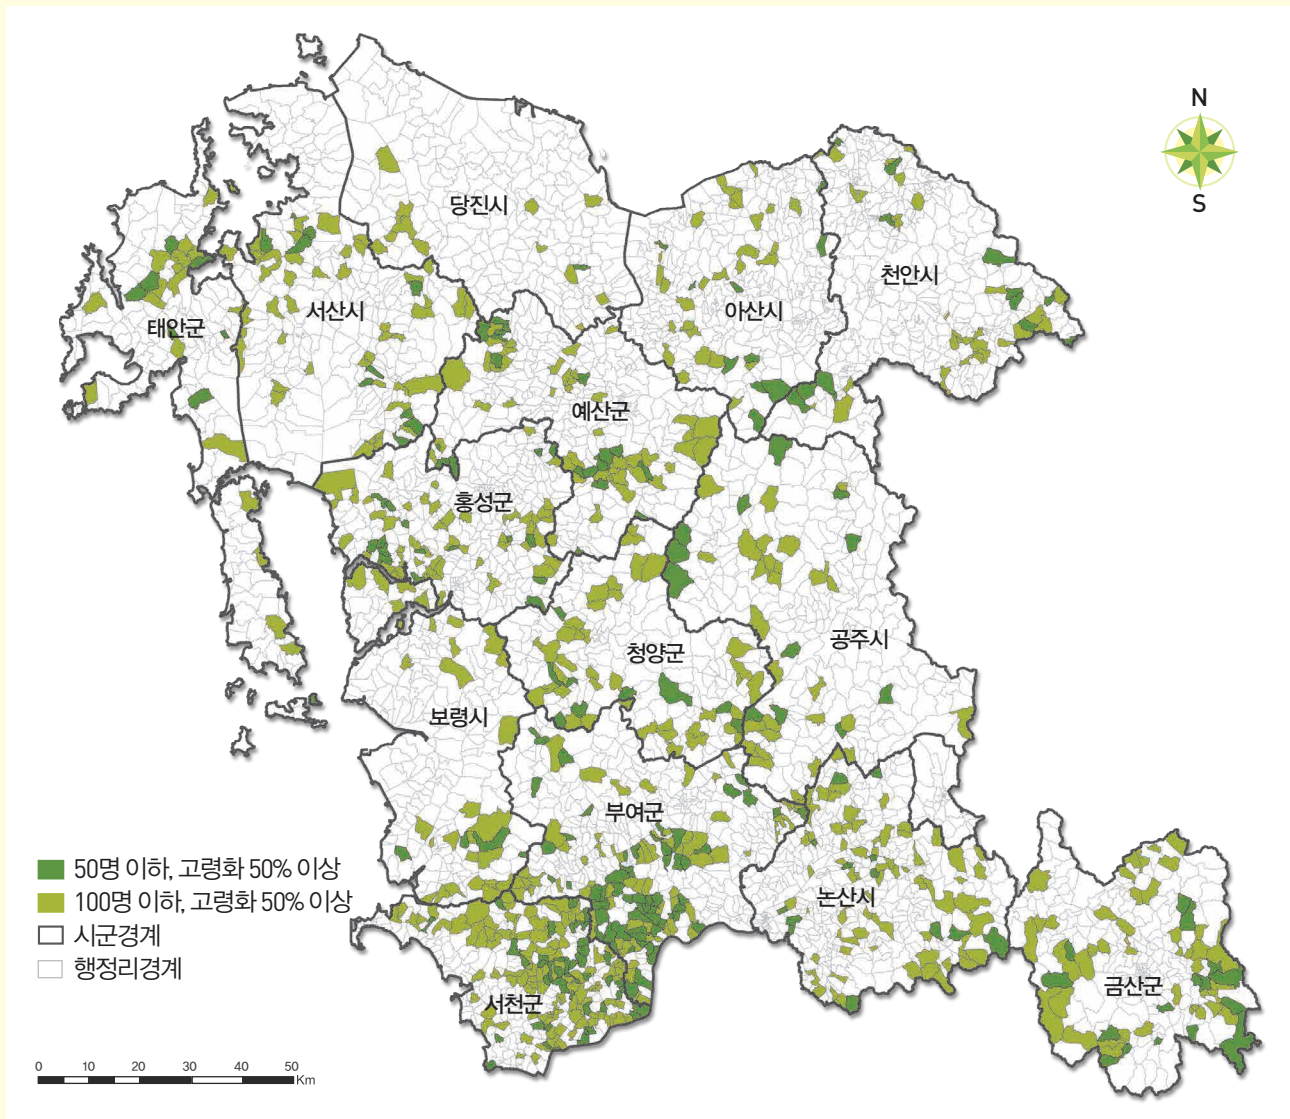 N
S
당진시
천안시
서산시
아산시
태안군
예산군
홍성군
공주시
청양군
보령시
부여군
논산시
금산군
서천군
50명 이하, 고령화 50% 이상
100명 이하, 고령화 50% 이상
시군경계
행정리경계
0 10 20 30 40 50
Km